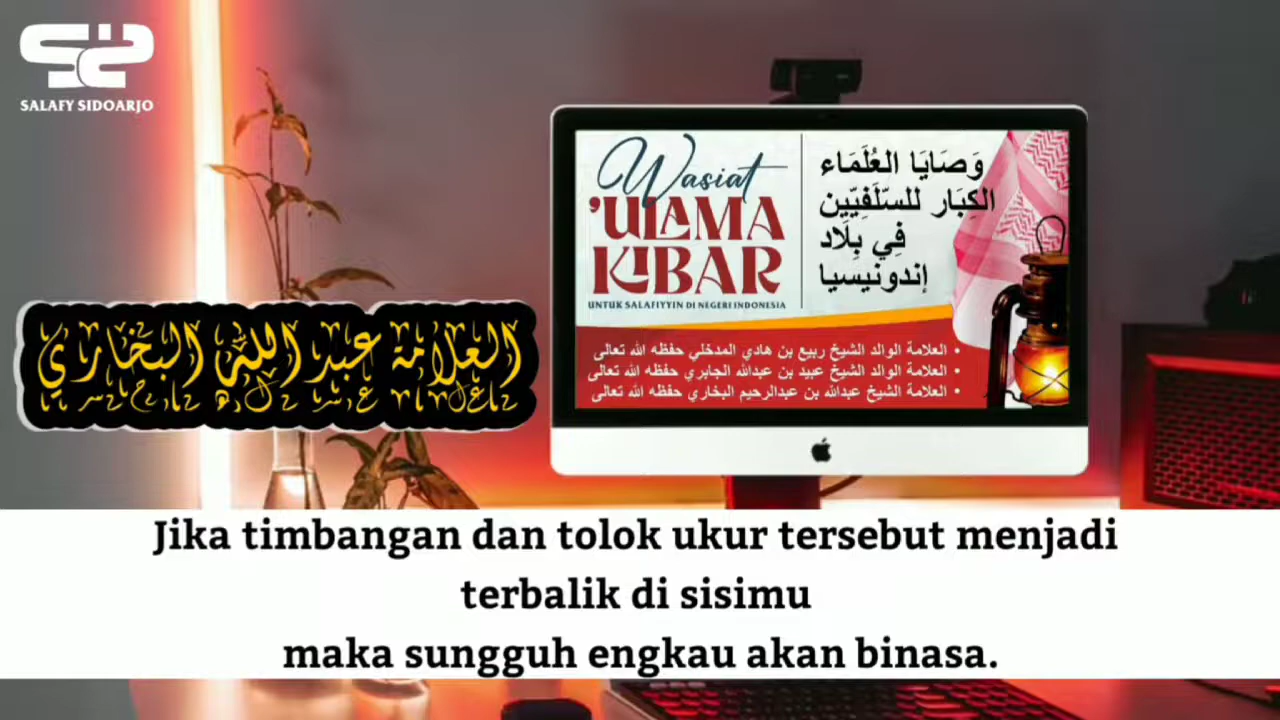 SALAFY SIDOARJO
Wasiat
'ULAMA
KIBAR
UNTUK SALAFIYYIN DI NEGERI INDONESIA
وَصَايَا العُلَمَاء
الكِبَار للسّلَفِيّين
فِي بِلَاد
إندونيسيا
• العلامة الوالد الشيخ ربيع بن هادي المدخلي حفظه الله تعالى
• العلامة الوالد الشيخ عبيد بن عبدالله الجابري حفظه الله تعالى
• العلامة الشيخ عبدالله بن عبدالرحيم البخاري حفظه الله تعالى
العلامة عبد الله البخاري
Jika timbangan dan tolok ukur tersebut menjadi
terbalik di sisimu
maka sungguh engkau akan binasa.